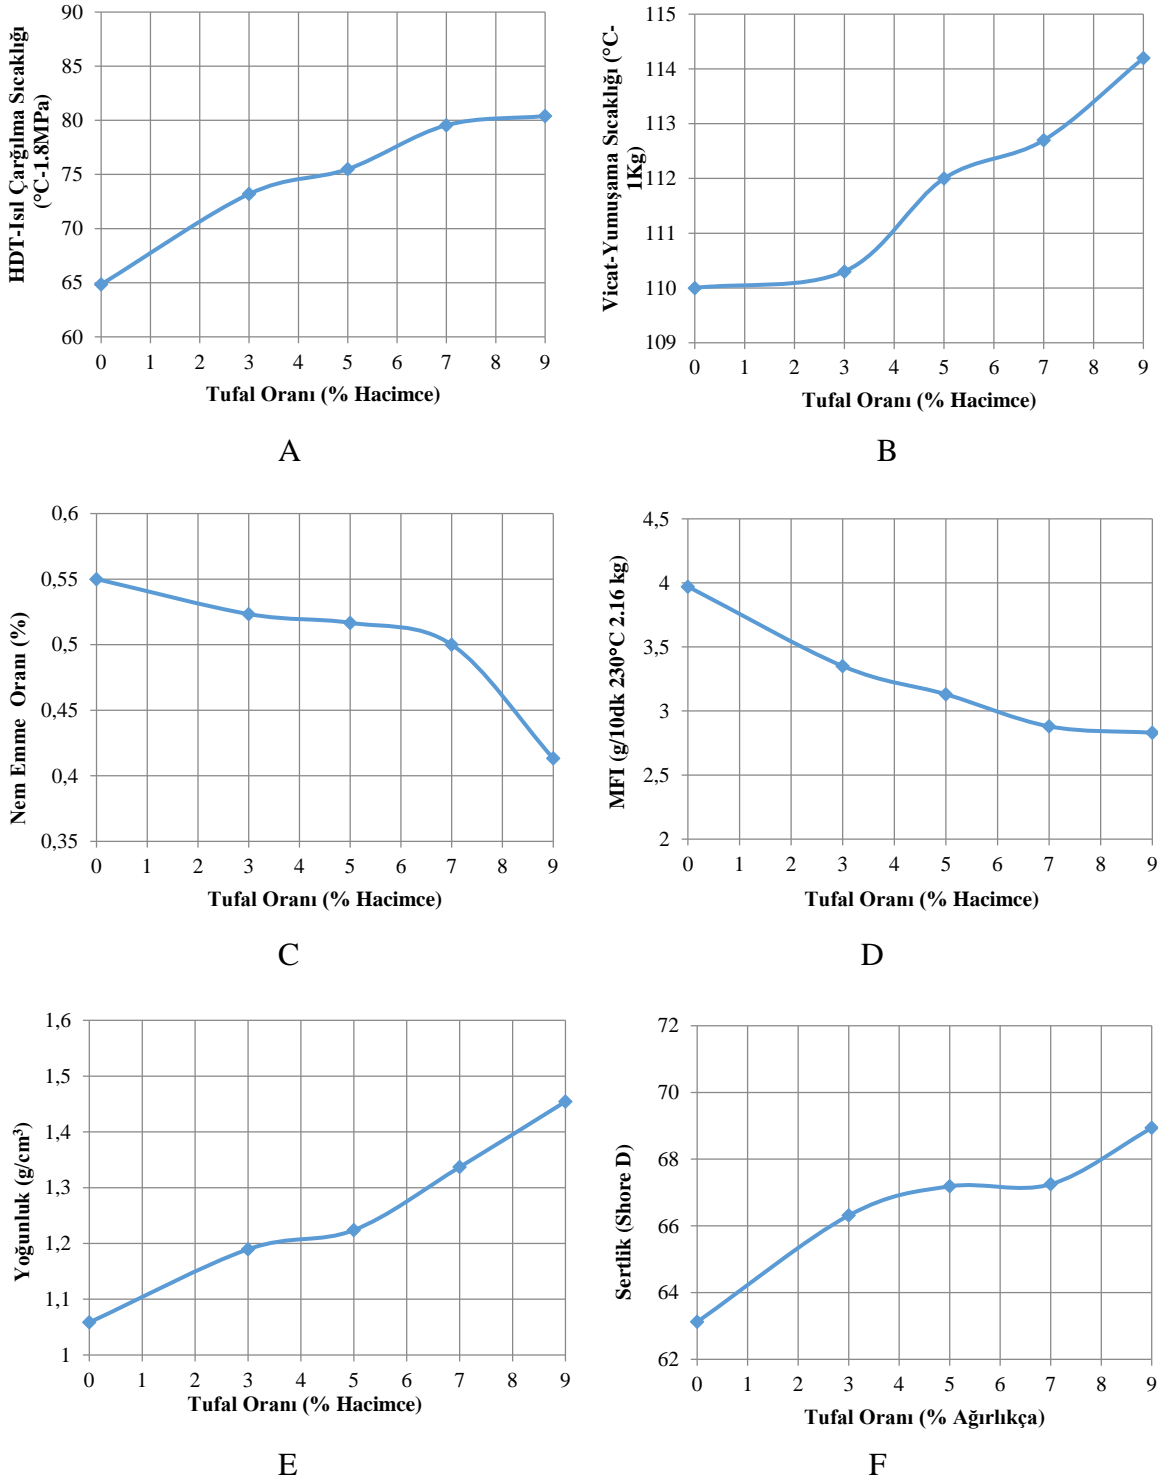 HDT-Isıl Çarğılma Sıcaklığı
(°C-1.8MPa)
90
85
80
75
70
65
60
0 1 2 3 4 5 6 7 8 9
Tufal Oranı (% Hacimce)
A
Vicat-Yumuşama Sıcaklığı (°C-
1Kg)
115
114
113
112
111
110
109
0 1 2 3 4 5 6 7 8 9
Tufal Oranı (% Hacimce)
B
Nem Emme Oranı (%)
0,6
0,55
0,5
0,45
0,4
0,35
0 1 2 3 4 5 6 7 8 9
Tufal Oranı (% Hacimce)
C
MFI (g/10dk 230°C 2.16 kg)
4,5
4
3,5
3
2,5
2
0 1 2 3 4 5 6 7 8 9
Tufal Oranı (% Hacimce)
D
Yoğunluk (g/cm³)
1,6
1,5
1,4
1,3
1,2
1,1
1
0 1 2 3 4 5 6 7 8 9
Tufal Oranı (% Hacimce)
E
Sertlik (Shore D)
72
70
68
66
64
62
0 1 2 3 4 5 6 7 8 9
Tufal Oranı (% Ağırlıkça)
F